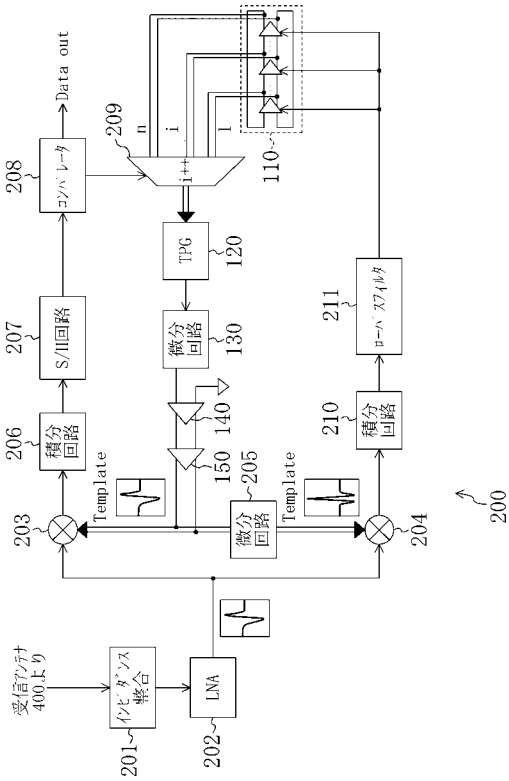 受信アンテナ
400より
インピダンス
整合
201
LNA
202
203
Template
積分
回路
206
S/H回路
207
コンパレータ
208
Data out
209
n
i
1
i++
110
TPG
120
微分
回路
130
140
150
微分
回路
205
Template
204
積分
回路
210
ローパスフィルタ
211
200